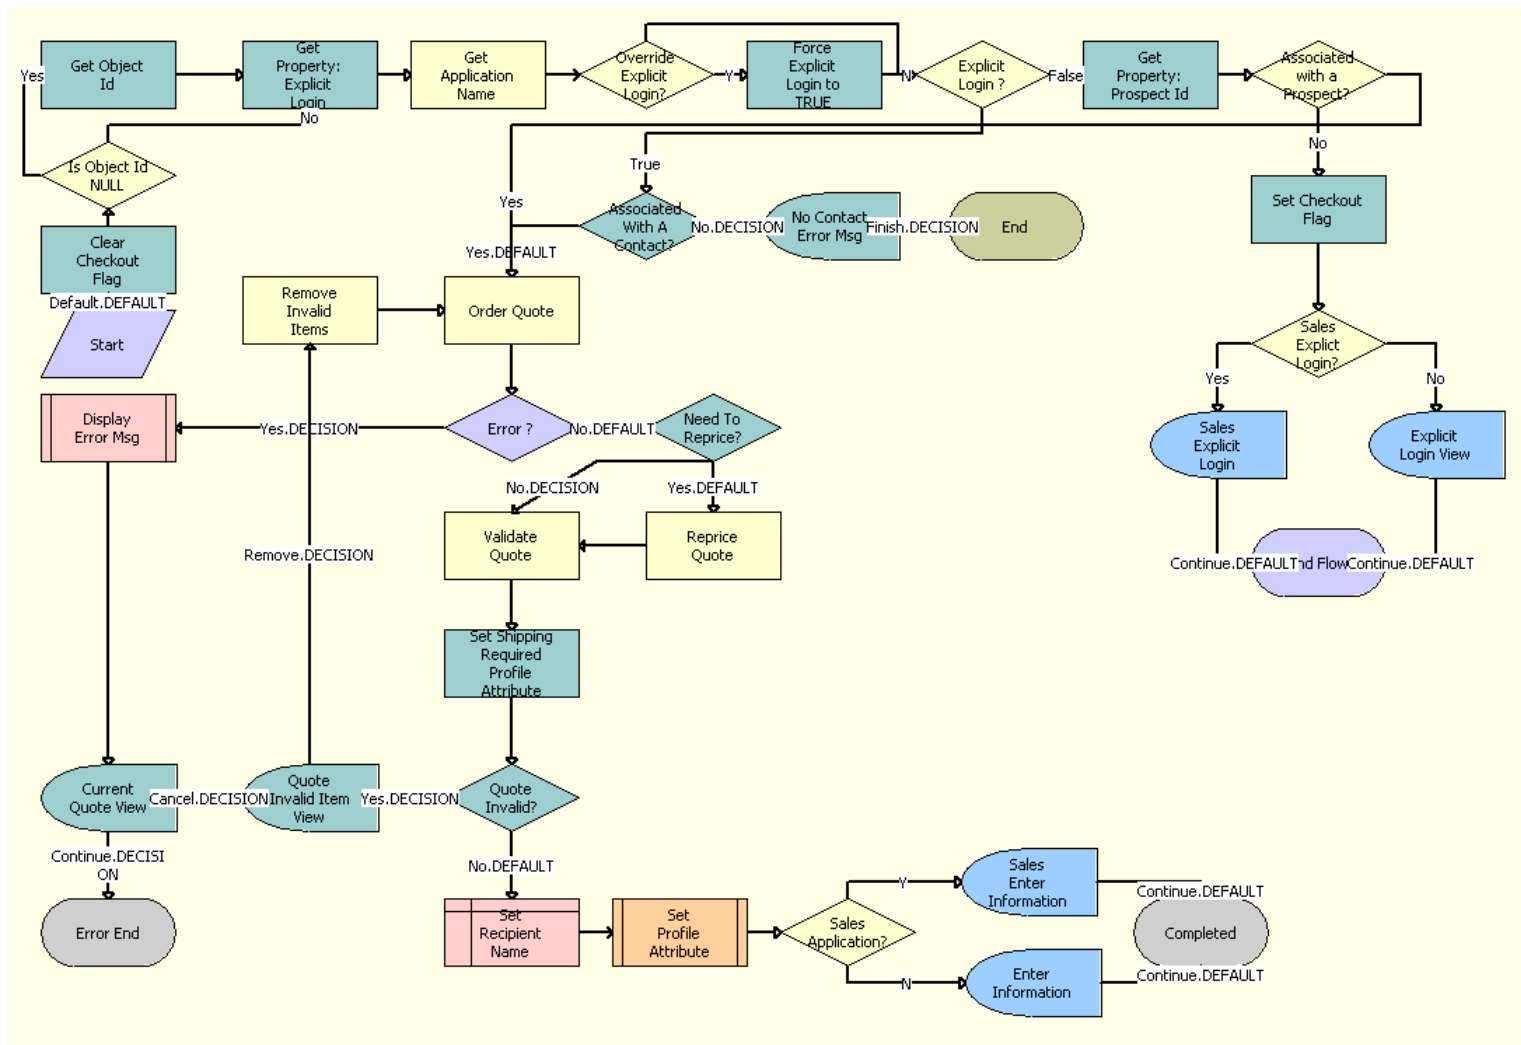 Get Object
Id
Get
Property:
Explicit
Login
Get
Application
Name
Override
Explicit
Login?
Y
Force
Explicit
Login to
TRUE
N
Explicit
Login ?
False
Get
Property:
Prospect Id
Associated
with a
Prospect?
Yes
No
Is Object Id
NULL
True
No
Yes
Associated
With A
Contact?
No.DECISION
No Contact
Error Msg
Finish.DECISION
End
Set Checkout
Flag
Clear
Checkout
Flag
Yes.DEFAULT
Default.DEFAULT
Start
Remove
Invalid
Items
Order Quote
Sales
Explict
Login?
Yes
No
Display
Error Msg
Yes.DECISION
Error ?
No.DEFAULT
Need To
Reprice?
Sales
Explicit
Login
Explicit
Login View
No.DECISION
Yes.DEFAULT
Remove.DECISION
Validate
Quote
Reprice
Quote
Continue.DEFAULT
nd Flow
Continue.DEFAULT
Set Shipping
Required
Profile
Attribute
Current
Quote View
Cancel.DECISION
Quote
Invalid Item
View
Yes.DECISION
Quote
Invalid?
Continue.DECISI
ON
No.DEFAULT
Error End
Set
Recipient
Name
Set
Profile
Attribute
Sales
Application?
Y
Sales
Enter
Information
Continue.DEFAULT
Completed
N
Enter
Information
Continue.DEFAULT